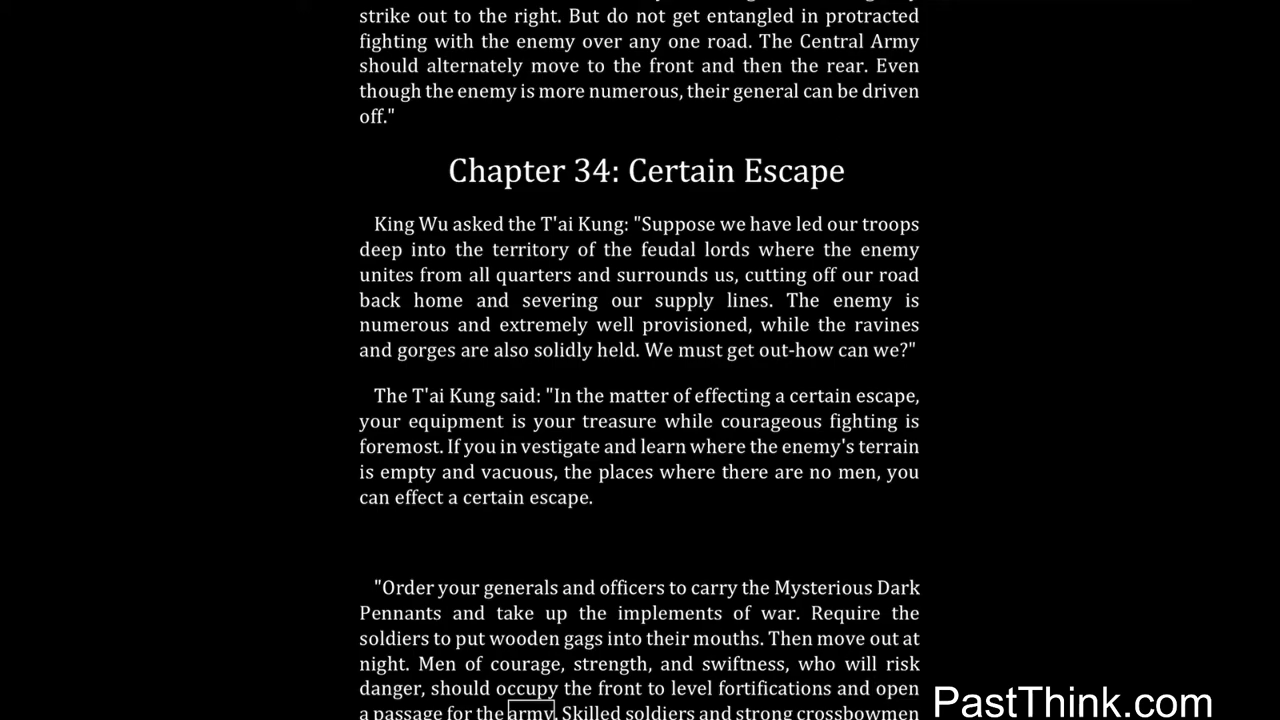 strike out to the right. But do not get entangled in protracted
fighting with the enemy over any one road. The Central Army
should alternately move to the front and then the rear. Even
though the enemy is more numerous, their general can be driven
off."
Chapter 34: Certain Escape
King Wu asked the T'ai Kung: "Suppose we have led our troops
deep into the territory of the feudal lords where the enemy
unites from all quarters and surrounds us, cutting off our road
back home and severing our supply lines. The enemy is
numerous and extremely well provisioned, while the ravines
and gorges are also solidly held. We must get out-how can we?"
The T'ai Kung said: "In the matter of effecting a certain escape,
your equipment is your treasure while courageous fighting is
foremost. If you in vestigate and learn where the enemy's terrain
is empty and vacuous, the places where there are no men, you
can effect a certain escape.
"Order your generals and officers to carry the Mysterious Dark
Pennants and take up the implements of war. Require the
soldiers to put wooden gags into their mouths. Then move out at
night. Men of courage, strength, and swiftness, who will risk
danger, should occupy the front to level fortifications and open
a passage for the army. Skilled soldiers and strong crossbowmen
PastThink.com